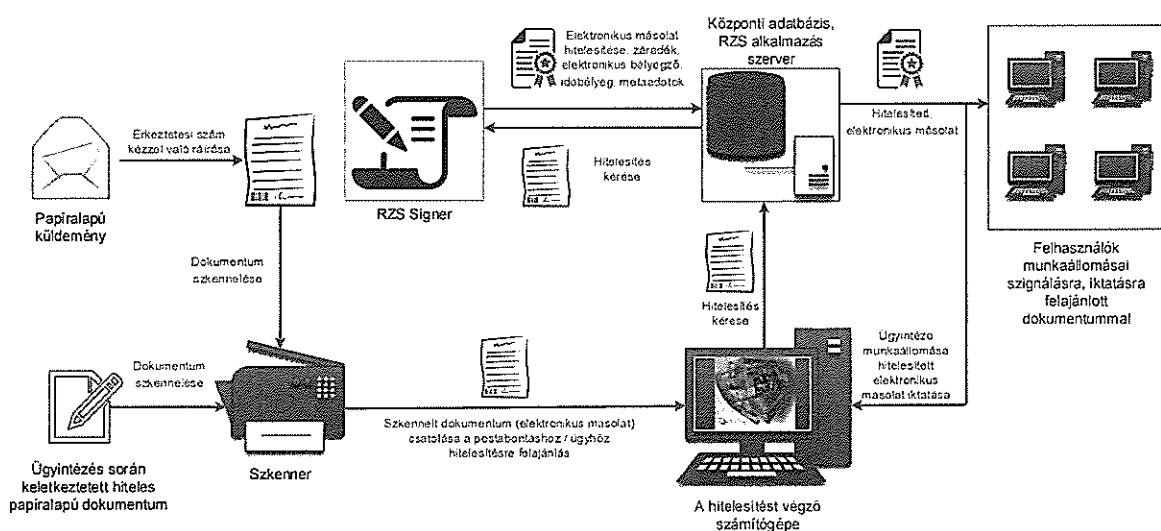 Elektronikus másolat
hitelesítése, záradék,
elektronikus bélyegző,
időbélyeg, metaadatok
Központi adatbázis,
RZS alkalmazás
szerver
Érkeztetési szám
kézzel való ráírása
Papíralapú
küldemény
RZS Signer
Hitelesítés
kérése
Hitelesített,
elektronikus másolat
Felhasználók
munkaállomásai
szignálásra, iktatásra
felajánlott
dokumentummal
Dokumentum
szkennelése
Hitelesítés
kérése
Dokumentum
szkennelése
Ügyintéző
munkaállomása
hitelesített
elektronikus
másolat iktatása
Szkennelt dokumentum (elektronikus másolat)
csatolása a postabontáshoz / ügyhöz
hitelesítésre felajánlás
Szkenner
Ügyintézés során
keletkeztetett hiteles
papíralapú dokumentum
A hitelesítést végző
számítógépe